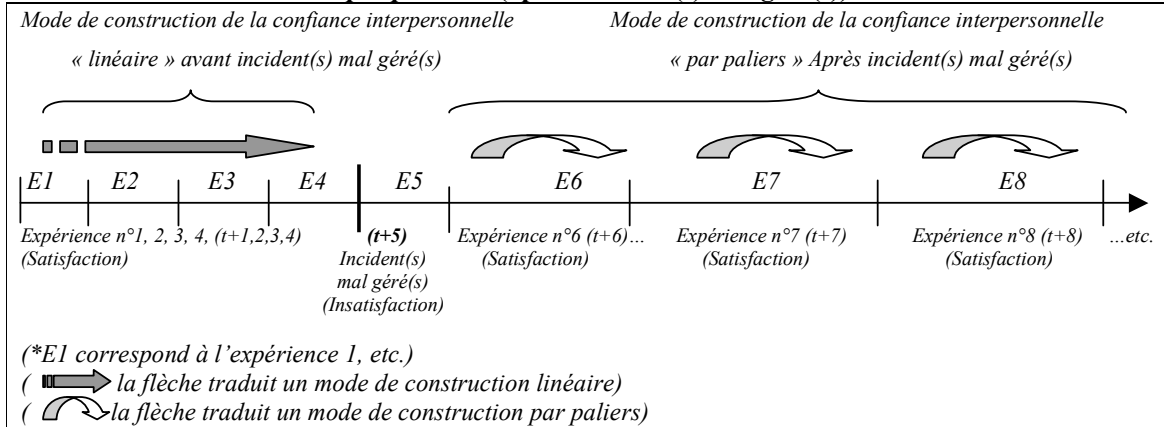 Mode de construction de la confiance interpersonnelle
« linéaire » avant incident(s) mal géré(s)
Mode de construction de la confiance interpersonnelle
« par paliers » Après incident(s) mal géré(s)
E1 E2 E3 E4 E5 E6 E7 E8
Expérience n°1, 2, 3, 4, (t+1,2,3,4)
(Satisfaction)
(t+5)
Incident(s)
mal géré(s)
(Insatisfaction)
Expérience n°6 (t+6)…
(Satisfaction)
Expérience n°7 (t+7)
(Satisfaction)
Expérience n°8 (t+8)
(Satisfaction)
…etc.
(*E1 correspond à l’expérience 1, etc.)
( la flèche traduit un mode de construction linéaire)
( la flèche traduit un mode de construction par paliers)